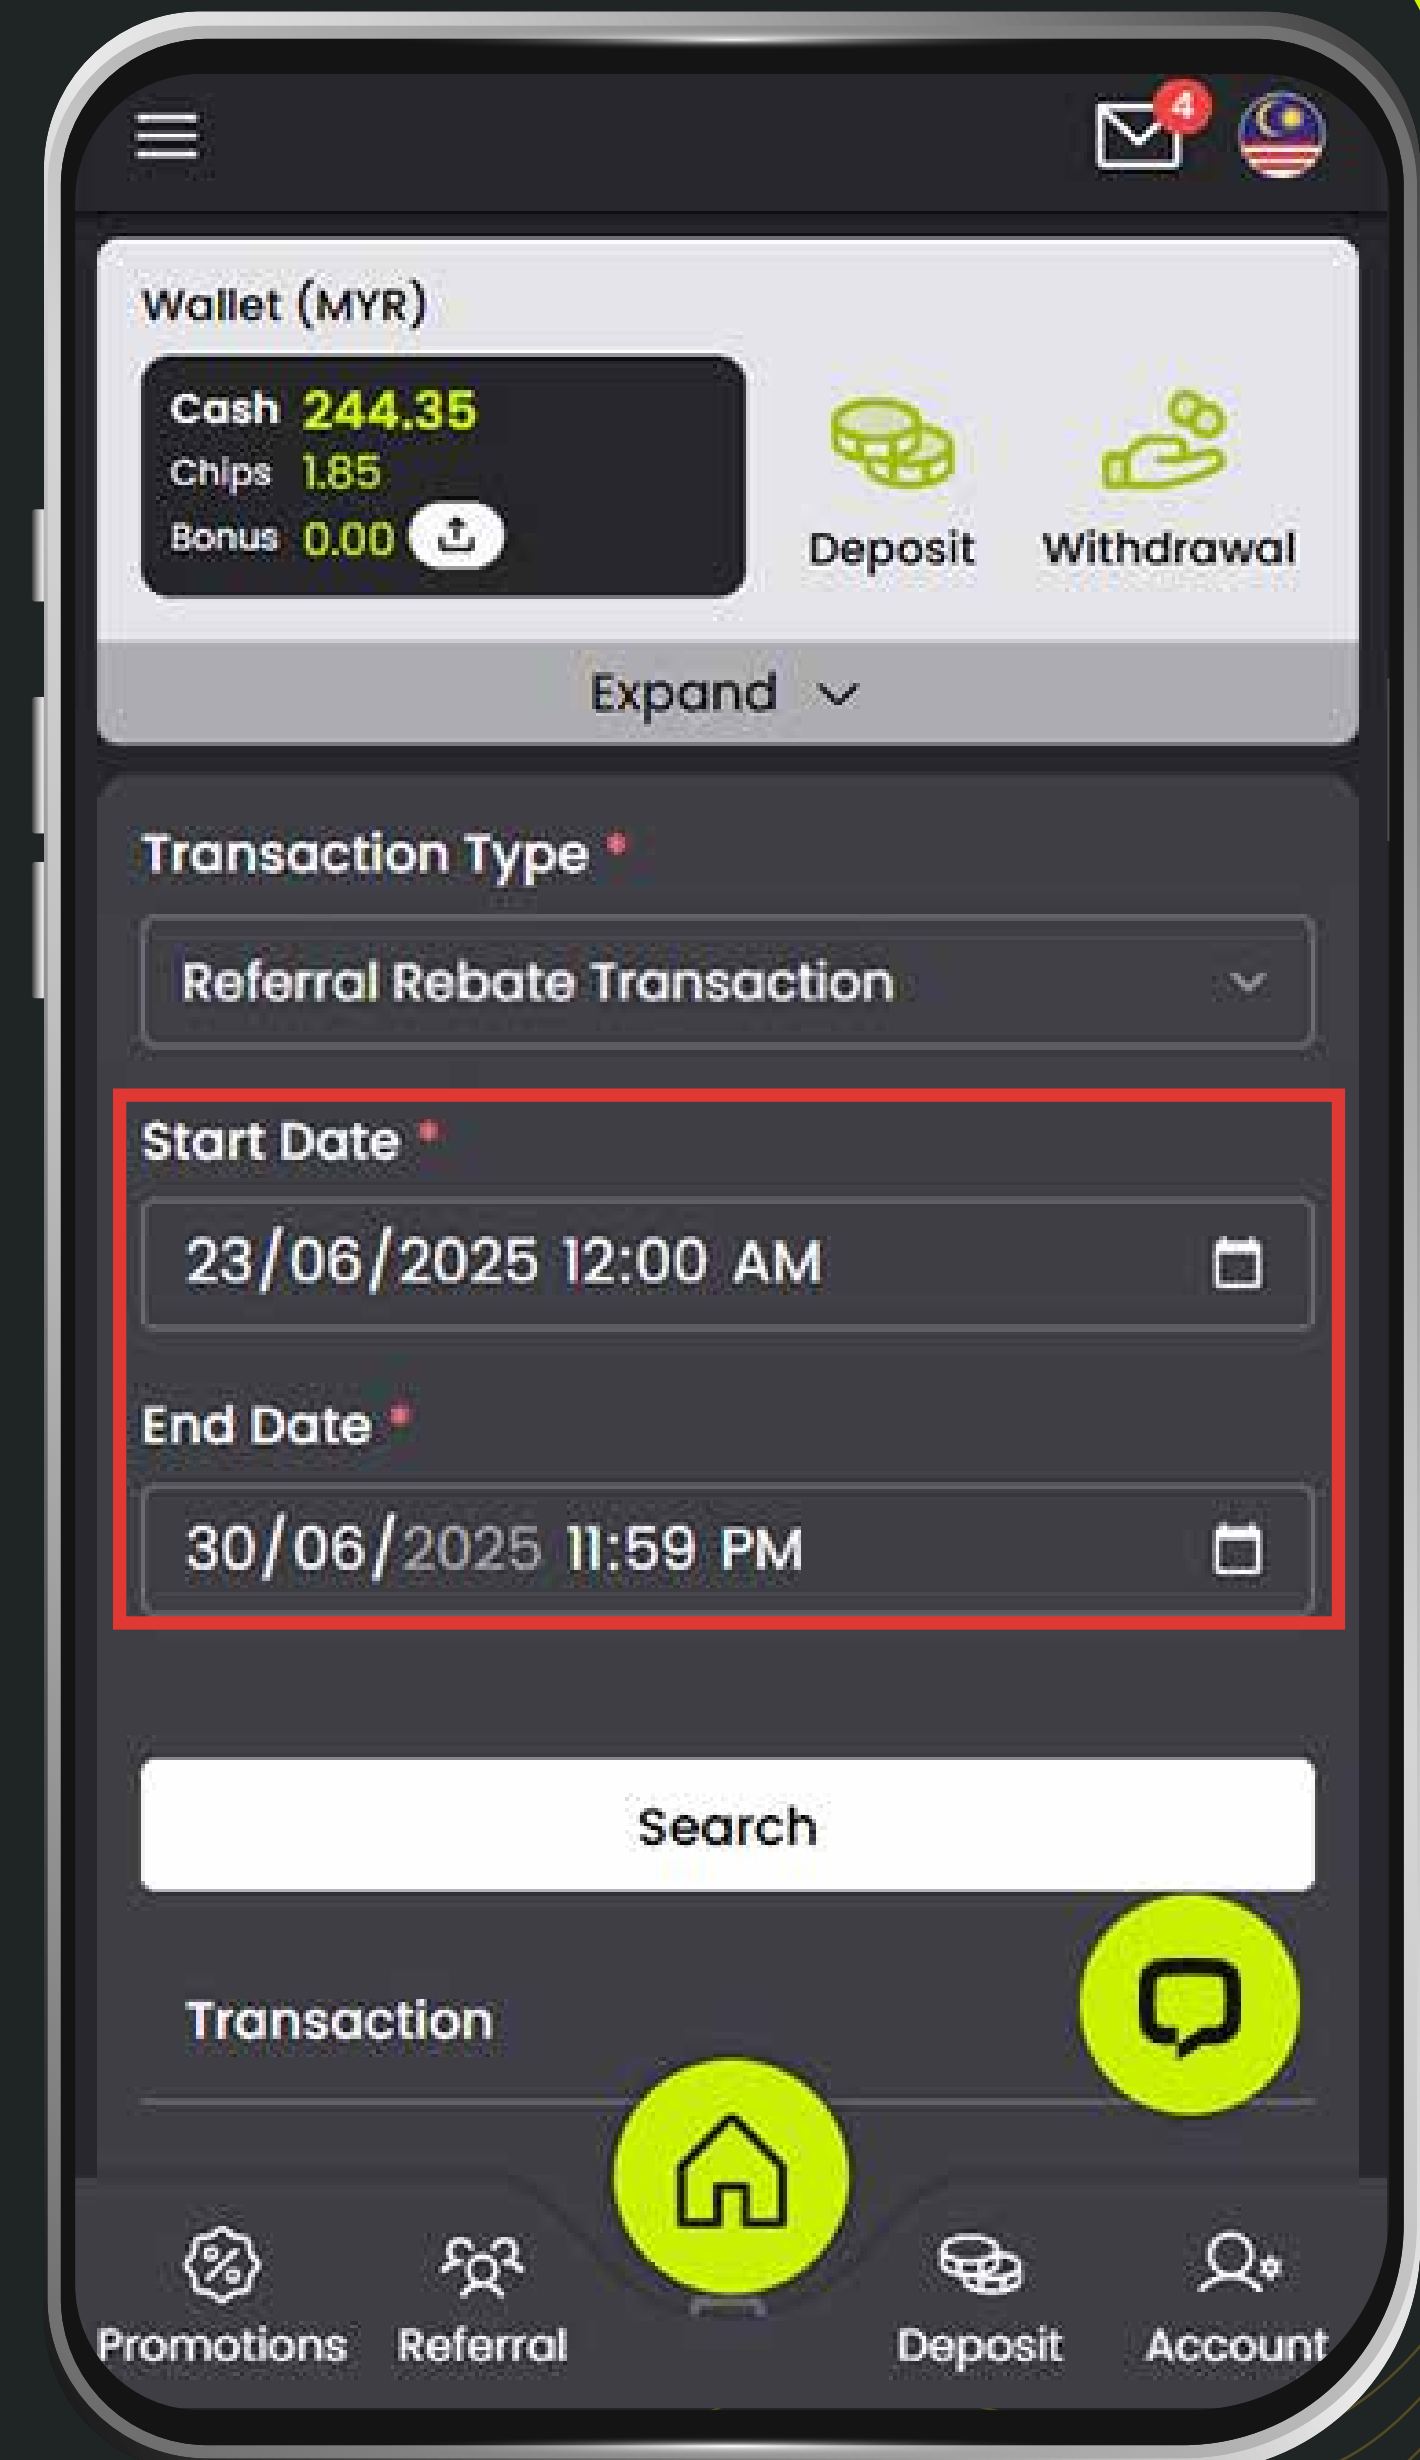 4
Wallet (MYR)
Cash 244.35
Chips 1.85
Bonus 0.00
Deposit Withdrawal
Expand
Transaction Type *
Referral Rebate Transaction
Start Date *
23/06/2025 12:00 AM
End Date *
30/06/2025 11:59 PM
Search
Transaction
Promotions Referral Deposit Account